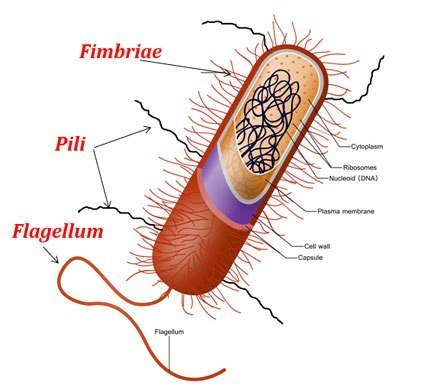 Fimbriae
Pili
Flagellum
Cytoplasm
Ribosomes
Nucleoid (DNA)
Plasma membrane
Cell wall
Capsule
Flagellum